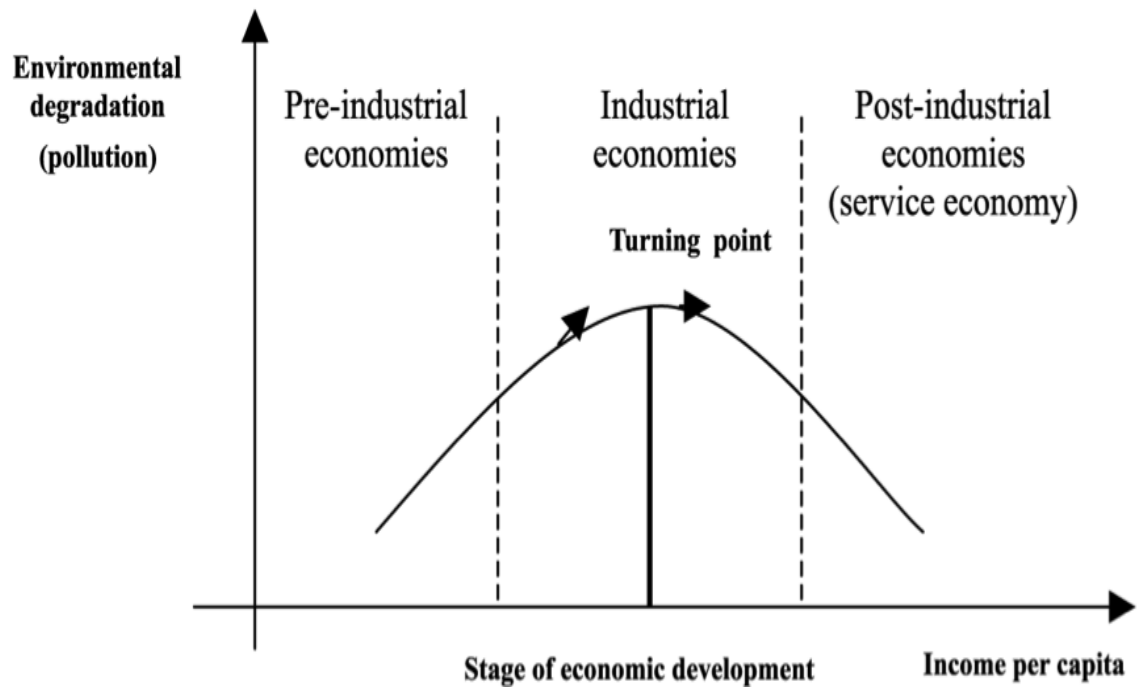 Environmental
degradation
(pollution)
Pre-industrial
economies
Industrial
economies
Post-industrial
economies
(service economy)
Turning point
Stage of economic development
Income per capita